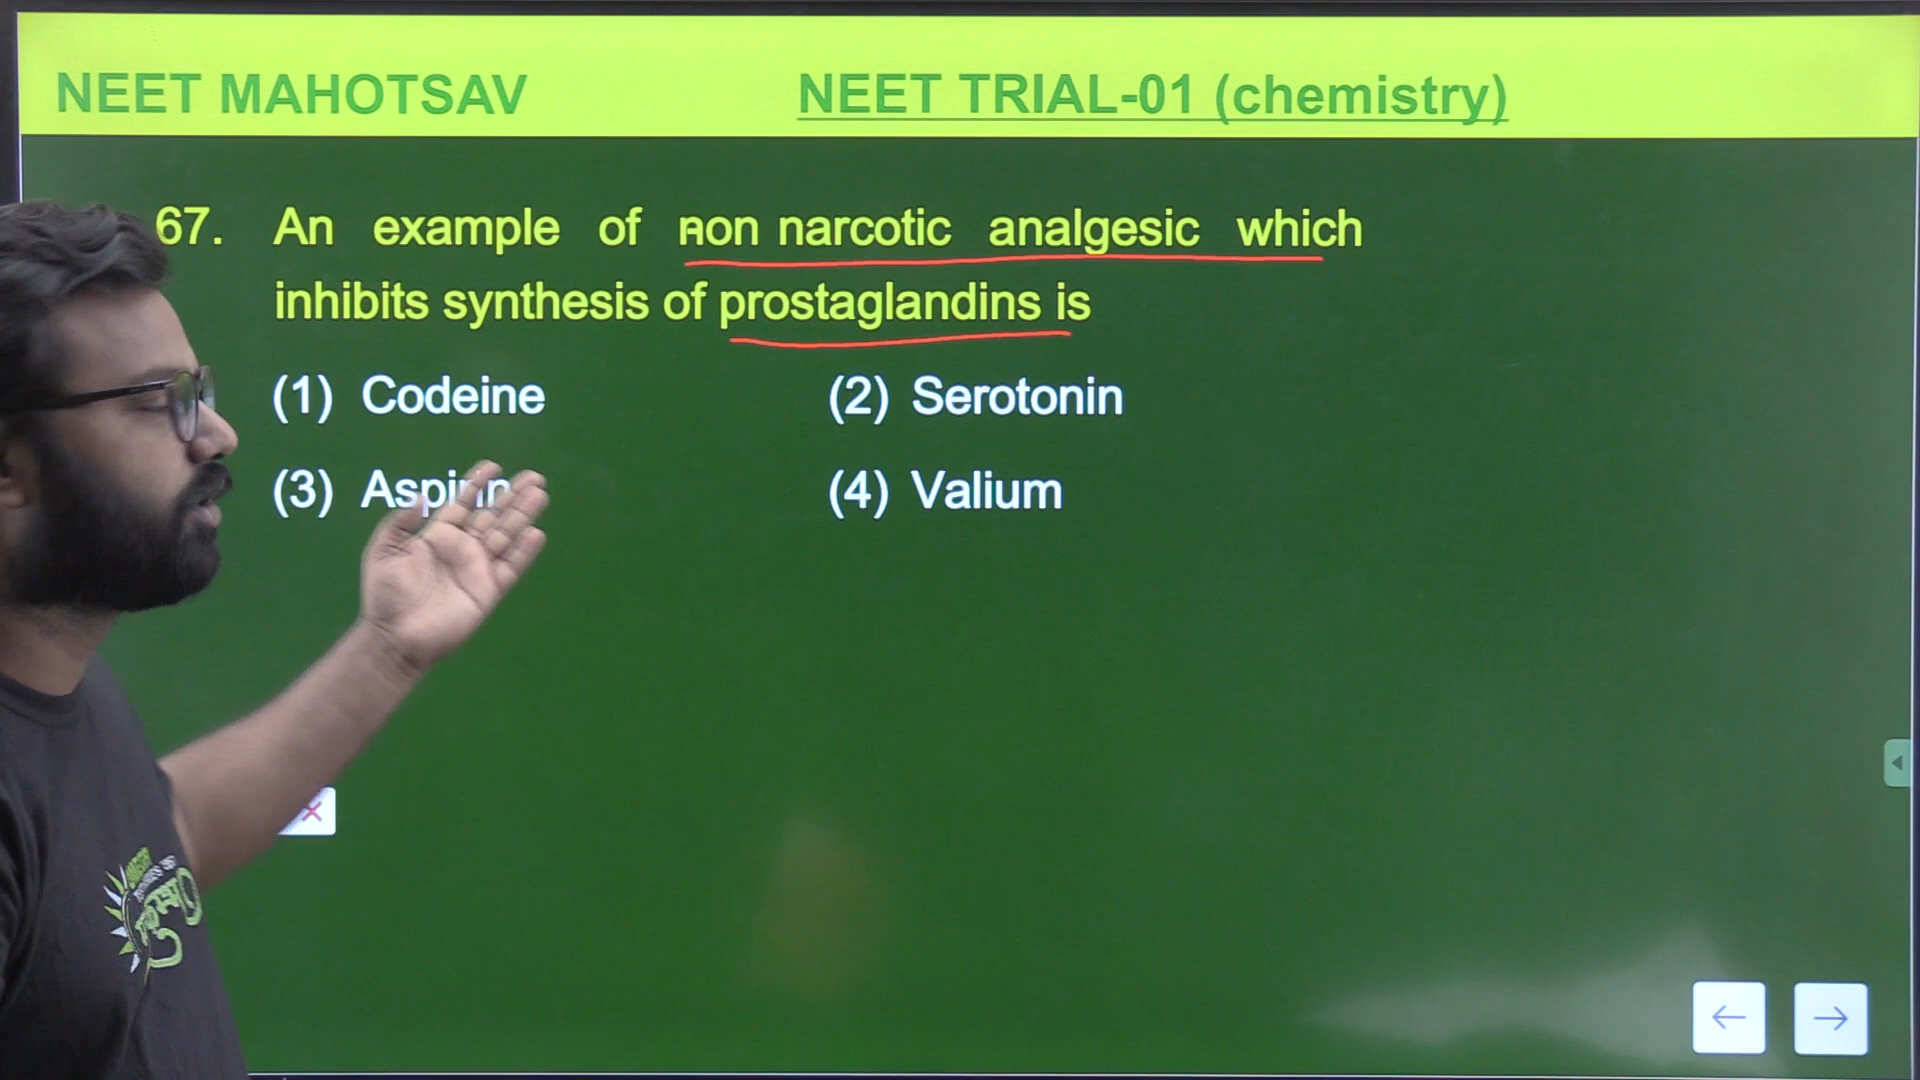 NEET MAHOTSAV
NEET TRIAL-01 (chemistry)
67. An example of non narcotic analgesic which
inhibits synthesis of prostaglandins is
(1) Codeine (2) Serotonin
(3) Aspirin (4) Valium